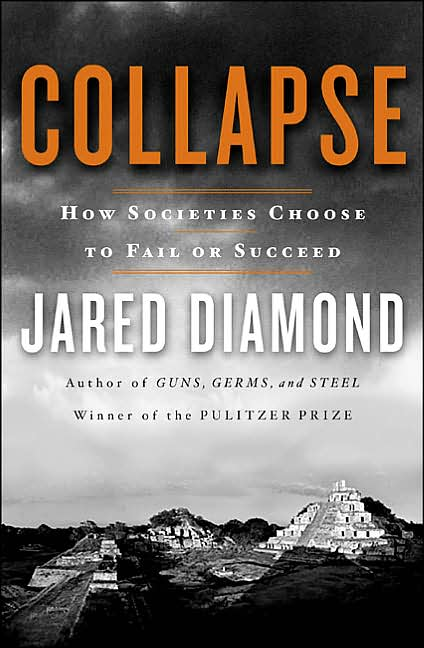 COLLAPSE
HOW SOCIETIES CHOOSE
TO FAIL OR SUCCEED
JARED DIAMOND
Author of GUNS, GERMS, and STEEL
Winner of the PULITZER PRIZE